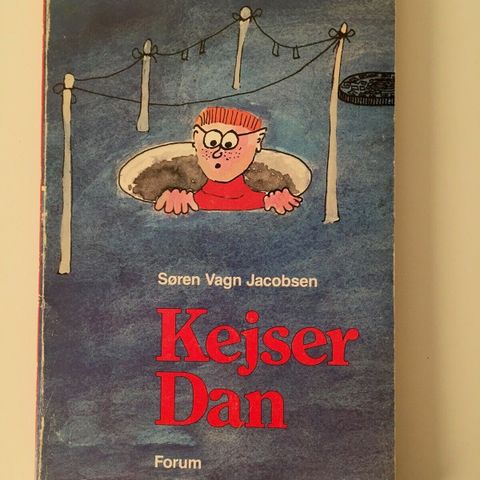 Søren Vagn Jacobsen
Kejser
Dan
Forum